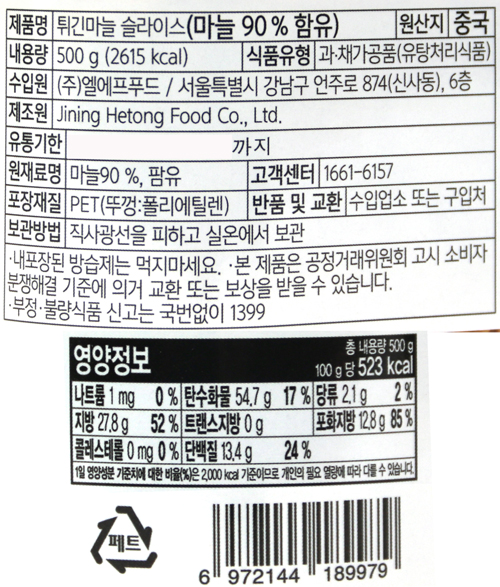 제품명 튀긴마늘 슬라이스(마늘 90 % 함유) 원산지 중국
내용량 500 g (2615 kcal) 식품유형 과·채가공품(유탕처리식품)
수입원 (주)엘에프푸드 / 서울특별시 강남구 언주로 874(신사동), 6층
제조원 Jining Hetong Food Co., Ltd.
유통기한 까지
원재료명 마늘90 %, 팜유 고객센터 1661-6157
포장재질 PET(뚜껑:폴리에틸렌) 반품 및 교환 수입업소 또는 구입처
보관방법 직사광선을 피하고 실온에서 보관
·내포장된 방습제는 먹지마세요. ·본 제품은 공정거래위원회 고시 소비자
분쟁해결 기준에 의거 교환 또는 보상을 받을 수 있습니다.
·부정·불량식품 신고는 국번없이 1399
영양정보 총 내용량 500 g
100 g 당 523 kcal
나트륨 1 mg 0 % 탄수화물 54.7 g 17 % 당류 2.1 g 2 %
지방 27.8 g 52 % 트랜스지방 0 g 포화지방 12.8 g 85 %
콜레스테롤 0 mg 0 % 단백질 13.4 g 24 %
1일 영양성분 기준치에 대한 비율(%)은 2,000 kcal 기준이므로 개인의 필요 열량에 따라 다를 수 있습니다.
페트
6 972144 189979